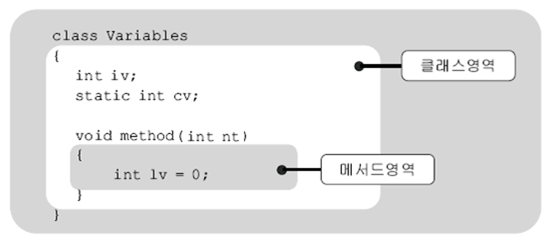 class Variables
{
int iv;
static int cv;
void method(int nt)
{
int lv = 0;
}
}
클래스영역
메서드영역